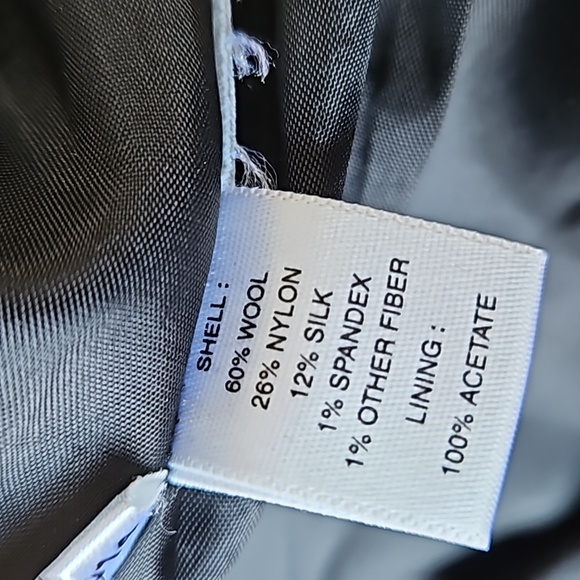 SHELL:
60% WOOL
26% NYLON
12% SILK
1% SPANDEX
1% OTHER FIBER
LINING:
100% ACETATE